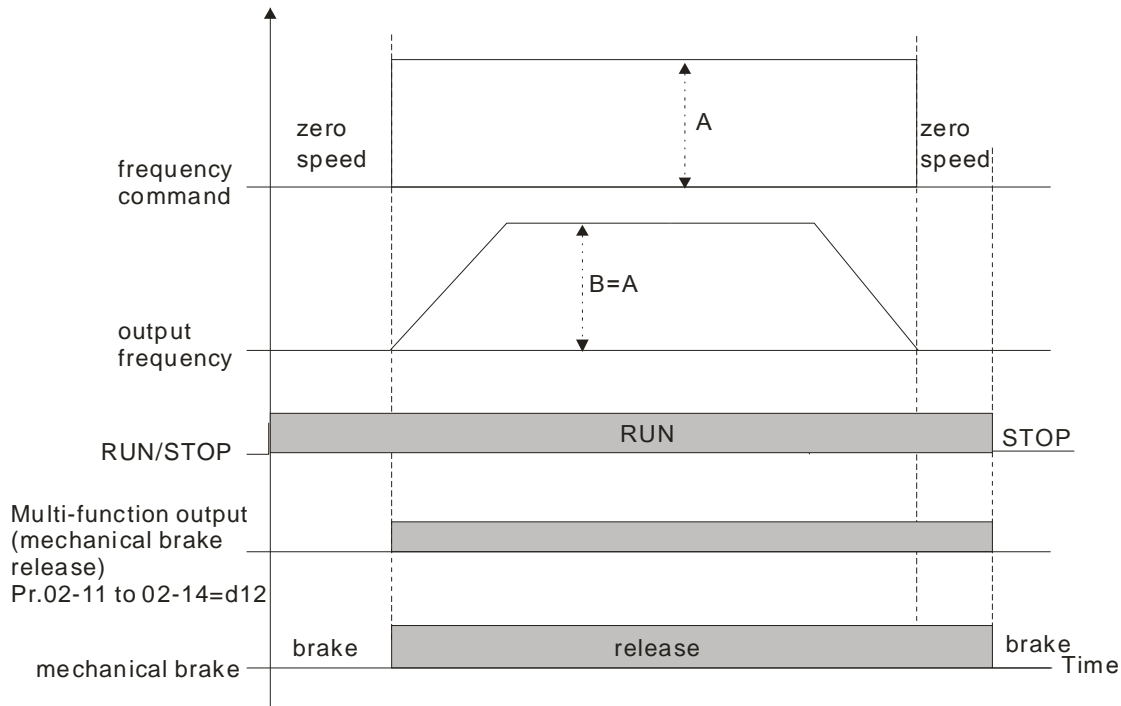 zero
speed
A
zero
speed
frequency
command
B=A
output
frequency
RUN
RUN/STOP
STOP
Multi-function output
(mechanical brake
release)
Pr.02-11 to 02-14=d12
brake
release
brake
mechanical brake
Time